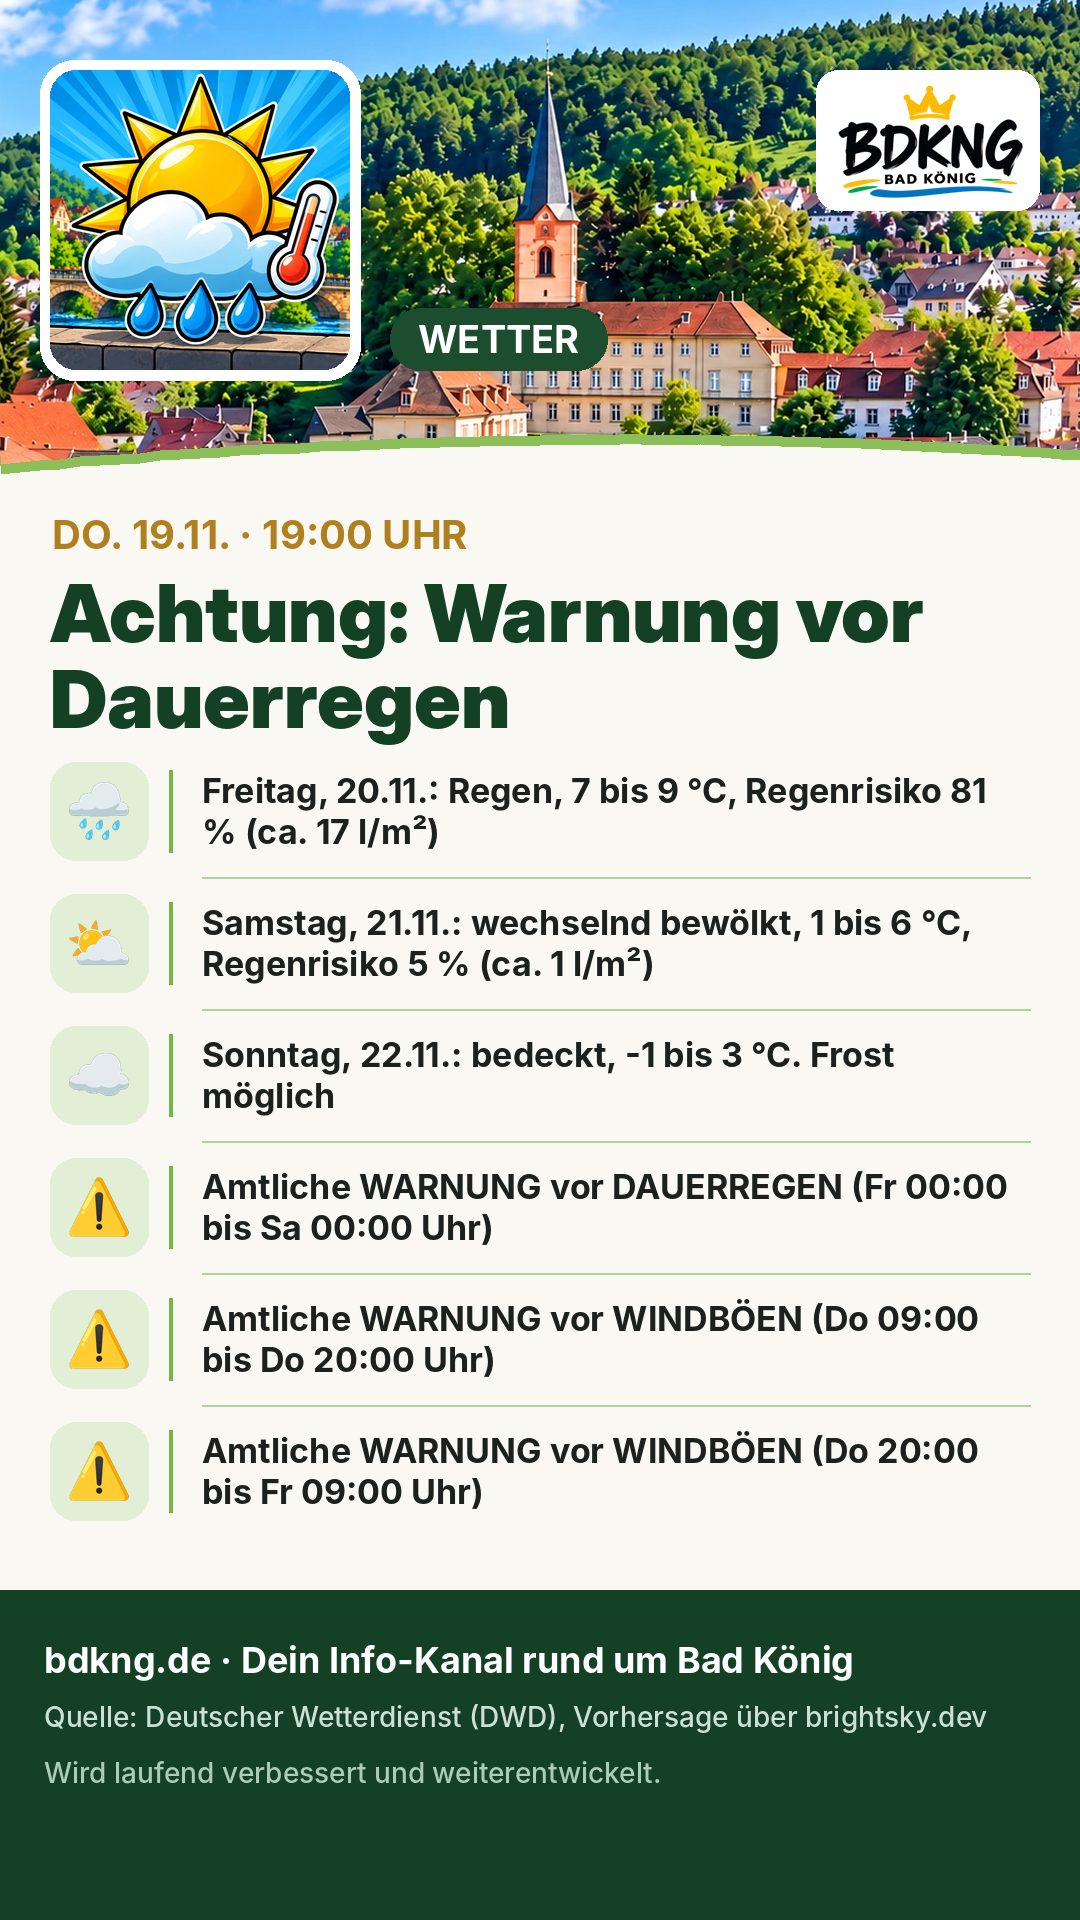 BDKNG
BAD KÖNIG
WETTER
DO. 19.11. · 19:00 UHR
Achtung: Warnung vor
Dauerregen
Freitag, 20.11.: Regen, 7 bis 9 °C, Regenrisiko 81
% (ca. 17 l/m²)
Samstag, 21.11.: wechselnd bewölkt, 1 bis 6 °C,
Regenrisiko 5 % (ca. 1 l/m²)
Sonntag, 22.11.: bedeckt, -1 bis 3 °C. Frost
möglich
Amtliche WARNUNG vor DAUERREGEN (Fr 00:00
bis Sa 00:00 Uhr)
Amtliche WARNUNG vor WINDBÖEN (Do 09:00
bis Do 20:00 Uhr)
Amtliche WARNUNG vor WINDBÖEN (Do 20:00
bis Fr 09:00 Uhr)
bdkng.de · Dein Info-Kanal rund um Bad König
Quelle: Deutscher Wetterdienst (DWD), Vorhersage über brightsky.dev
Wird laufend verbessert und weiterentwickelt.